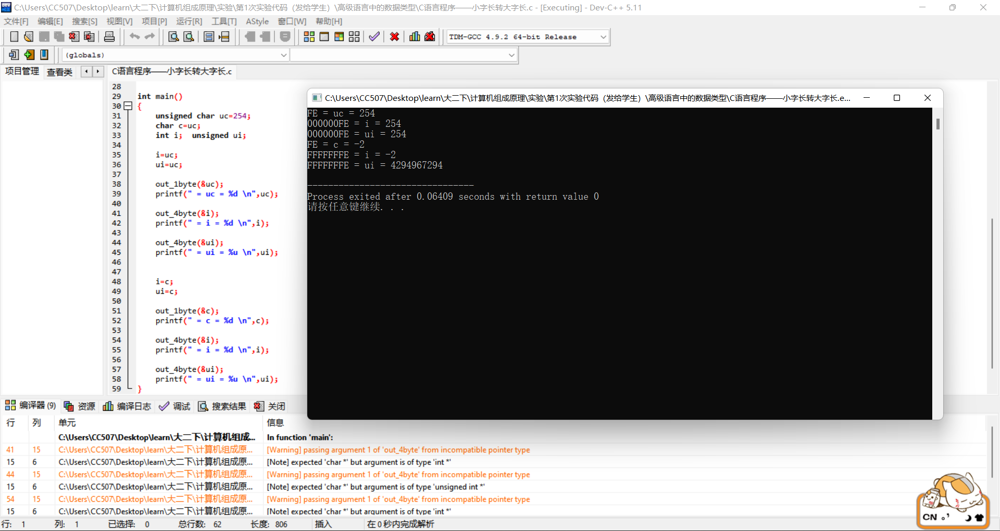 C:\Users\CC507\Desktop\learn\大二下\计算机组成原理\实验\第1次实验代码（发给学生）\高级语言中的数据类型\C语言程序——小字长转大字长.c - [Executing] - Dev-C++ 5.11
文件[F] 编辑[E] 搜索[S] 视图[V] 项目[P] 运行[R] 工具[T] AStyle 窗口[W] 帮助[H]
TDM-GCC 4.9.2 64-bit Release
(globals)
项目管理 查看类 C语言程序——小字长转大字长.c
28
29 int main()
30 {
31 unsigned char uc=254;
32 char c=uc;
33 int i;  unsigned ui;
34
35 i=uc;
36 ui=uc;
37
38 out_1byte(&uc);
39 printf(" = uc = %d \n",uc);
40
41 out_4byte(&i);
42 printf(" = i = %d \n",i);
43
44 out_4byte(&ui);
45 printf(" = ui = %u \n",ui);
46
47
48 i=c;
49 ui=c;
50
51 out_1byte(&c);
52 printf(" = c = %d \n",c);
53
54 out_4byte(&i);
55 printf(" = i = %d \n",i);
56
57 out_4byte(&ui);
58 printf(" = ui = %u \n",ui);
59 }
C:\Users\CC507\Desktop\learn\大二下\计算机组成原理\实验\第1次实验代码（发给学生）\高级语言中的数据类型\C语言程序——小字长转大字长.e...
FE = uc = 254
000000FE = i = 254
000000FE = ui = 254
FE = c = -2
FFFFFFFE = i = -2
FFFFFFFE = ui = 4294967294
--------------------------------
Process exited after 0.06409 seconds with return value 0
请按任意键继续. . .
编译器 (9) 资源 编译日志 调试 搜索结果 关闭
行 列 单元 信息
C:\Users\CC507\Desktop\learn\大二下\计算机组成... In function 'main':
41 15 C:\Users\CC507\Desktop\learn\大二下\计算机组成原... [Warning] passing argument 1 of 'out_4byte' from incompatible pointer type
15 6 C:\Users\CC507\Desktop\learn\大二下\计算机组成原... [Note] expected 'char *' but argument is of type 'int *'
44 15 C:\Users\CC507\Desktop\learn\大二下\计算机组成原... [Warning] passing argument 1 of 'out_4byte' from incompatible pointer type
15 6 C:\Users\CC507\Desktop\learn\大二下\计算机组成原... [Note] expected 'char *' but argument is of type 'unsigned int *'
54 15 C:\Users\CC507\Desktop\learn\大二下\计算机组成原... [Warning] passing argument 1 of 'out_4byte' from incompatible pointer type
15 6 C:\Users\CC507\Desktop\learn\大二下\计算机组成原... [Note] expected 'char *' but argument is of type 'int *'
行: 1 列: 1 已选择: 0 总行数: 62 长度: 806 插入 在 0 秒内完成解析
CN